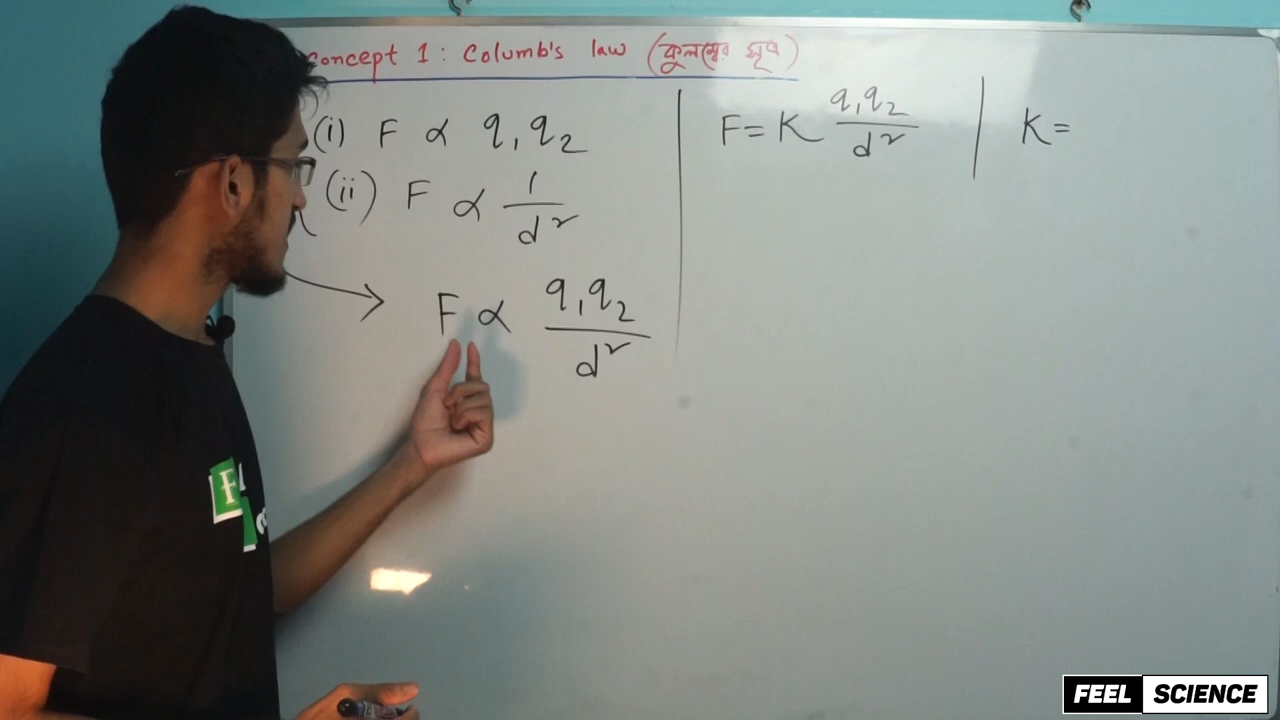 concept 1: Columb's law (কুলম্বের সূত্র)
(i) F ∝ q₁q₂
(ii) F ∝ 1/d²
F ∝ q₁q₂/d²
F = K q₁q₂/d²
K =
FEEL SCIENCE